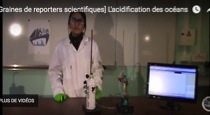 Graines de reporters scientifiques] L'acidification des océans
PLUS DE VIDÉOS